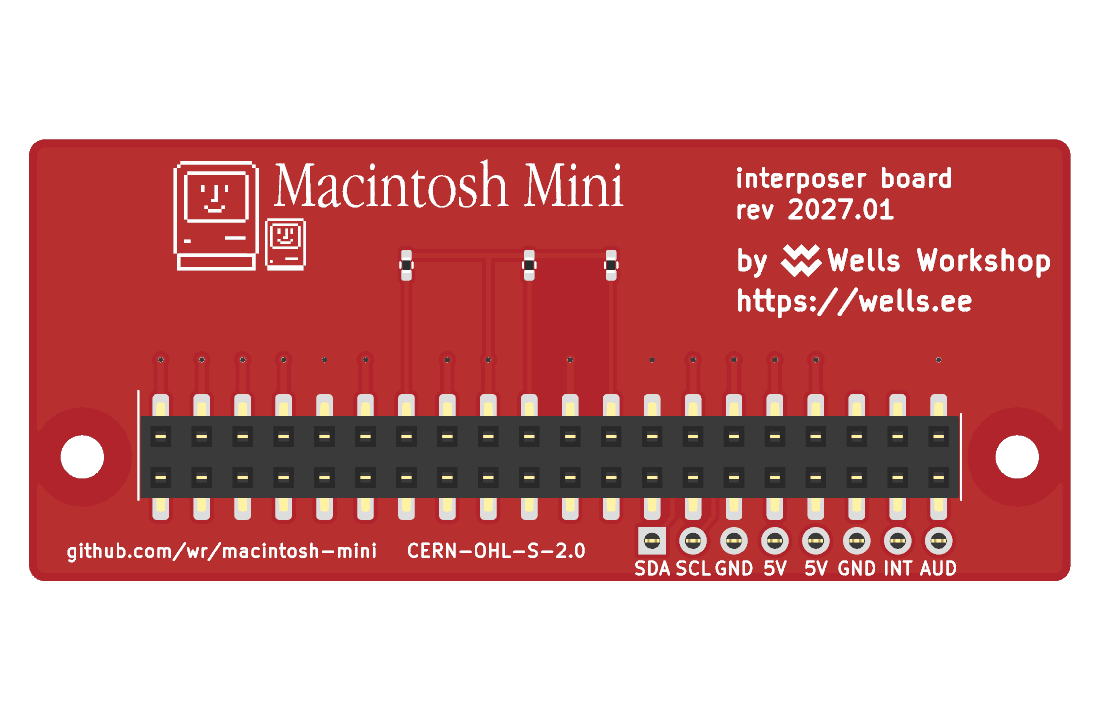 Macintosh Mini
interposer board
rev 2027.01
by Wells Workshop
https://wells.ee
github.com/wr/macintosh-mini
CERN-OHL-S-2.0
SDA SCL GND 5V 5V GND INT AUD